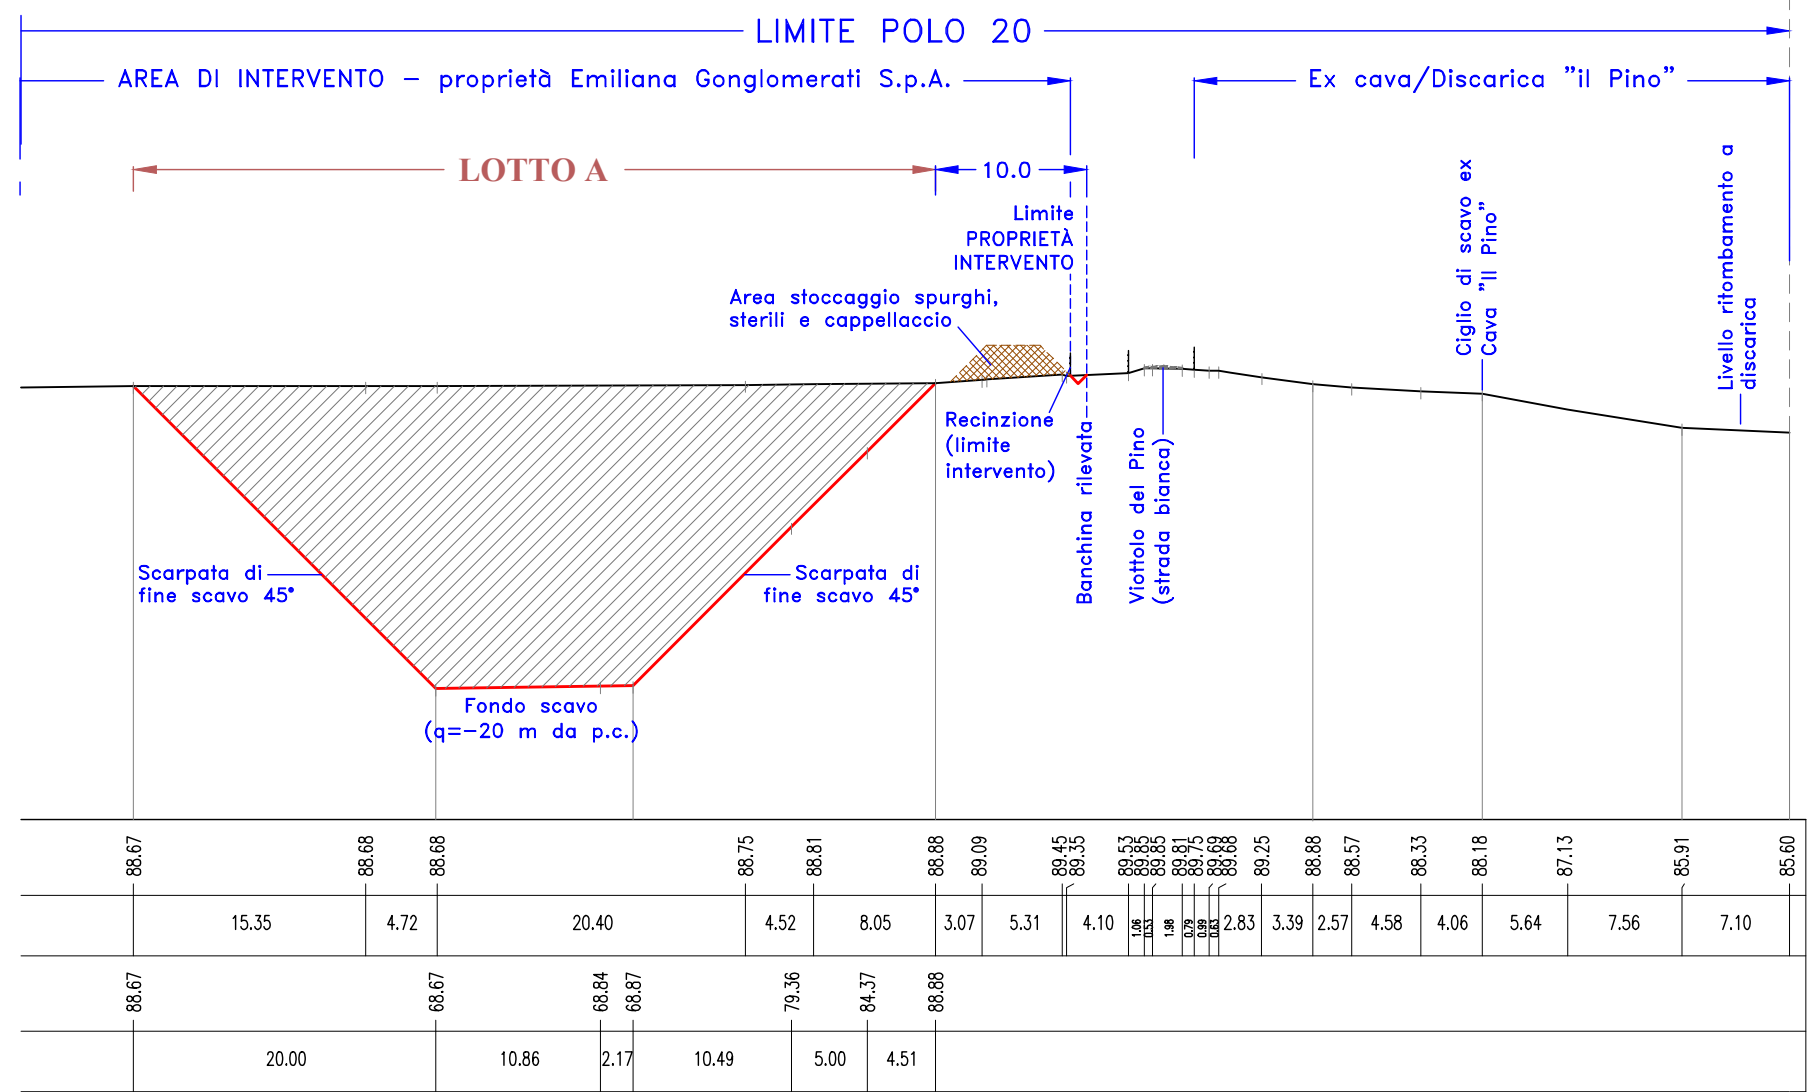 LIMITE POLO 20
AREA DI INTERVENTO – proprietà Emiliana Gonglomerati S.p.A.
Ex cava/Discarica "il Pino"
LOTTO A
10.0
Limite
PROPRIETÀ
INTERVENTO
Area stoccaggio spurghi,
sterili e cappellaccio
Recinzione
(limite
intervento)
Banchina rilevata
Viottolo del Pino
(strada bianca)
Ciglio di scavo ex
Cava "Il Pino"
Livello ritombamento a
discarica
Scarpata di
fine scavo 45°
Scarpata di
fine scavo 45°
Fondo scavo
(q=–20 m da p.c.)
88.67 88.68 88.68 88.75 88.81 88.88 89.09 89.45 89.35 89.53 89.85 89.85 89.81 89.75 89.69 89.68 89.25 88.88 88.57 88.33 88.18 87.13 85.91 85.60
15.35 4.72 20.40 4.52 8.05 3.07 5.31 4.10 1.06 0.53 1.98 0.79 0.99 0.63 2.83 3.39 2.57 4.58 4.06 5.64 7.56 7.10
88.67 68.67 68.84 68.87 79.36 84.37 88.88
20.00 10.86 2.17 10.49 5.00 4.51